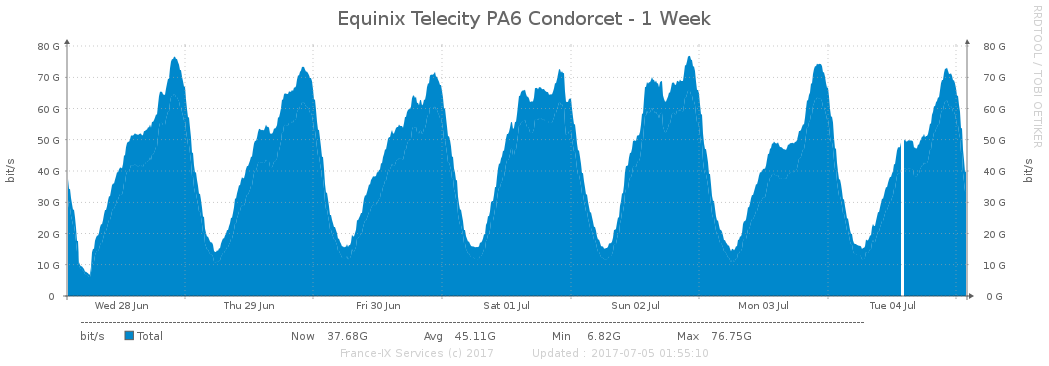 Equinix Telecity PA6 Condorcet - 1 Week
RRDTOOL / TOBI OETIKER
80 G 80 G
70 G 70 G
60 G 60 G
50 G 50 G
40 G 40 G
30 G 30 G
20 G 20 G
10 G 10 G
0 0 G
bit/s
bit/s
Wed 28 Jun Thu 29 Jun Fri 30 Jun Sat 01 Jul Sun 02 Jul Mon 03 Jul Tue 04 Jul
bit/s Total Now 37.68G Avg 45.11G Min 6.82G Max 76.75G
France-IX Services (c) 2017 Updated : 2017-07-05 01:55:10